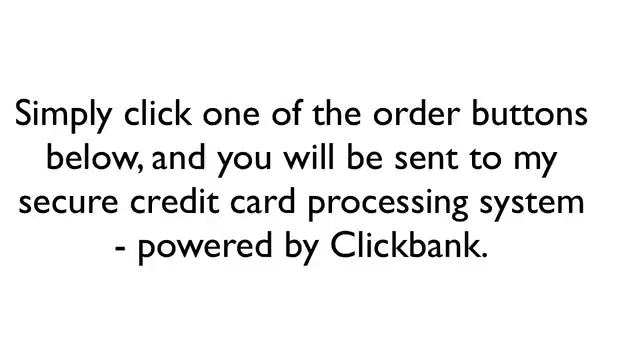 Simply click one of the order buttons
below, and you will be sent to my
secure credit card processing system
- powered by Clickbank.